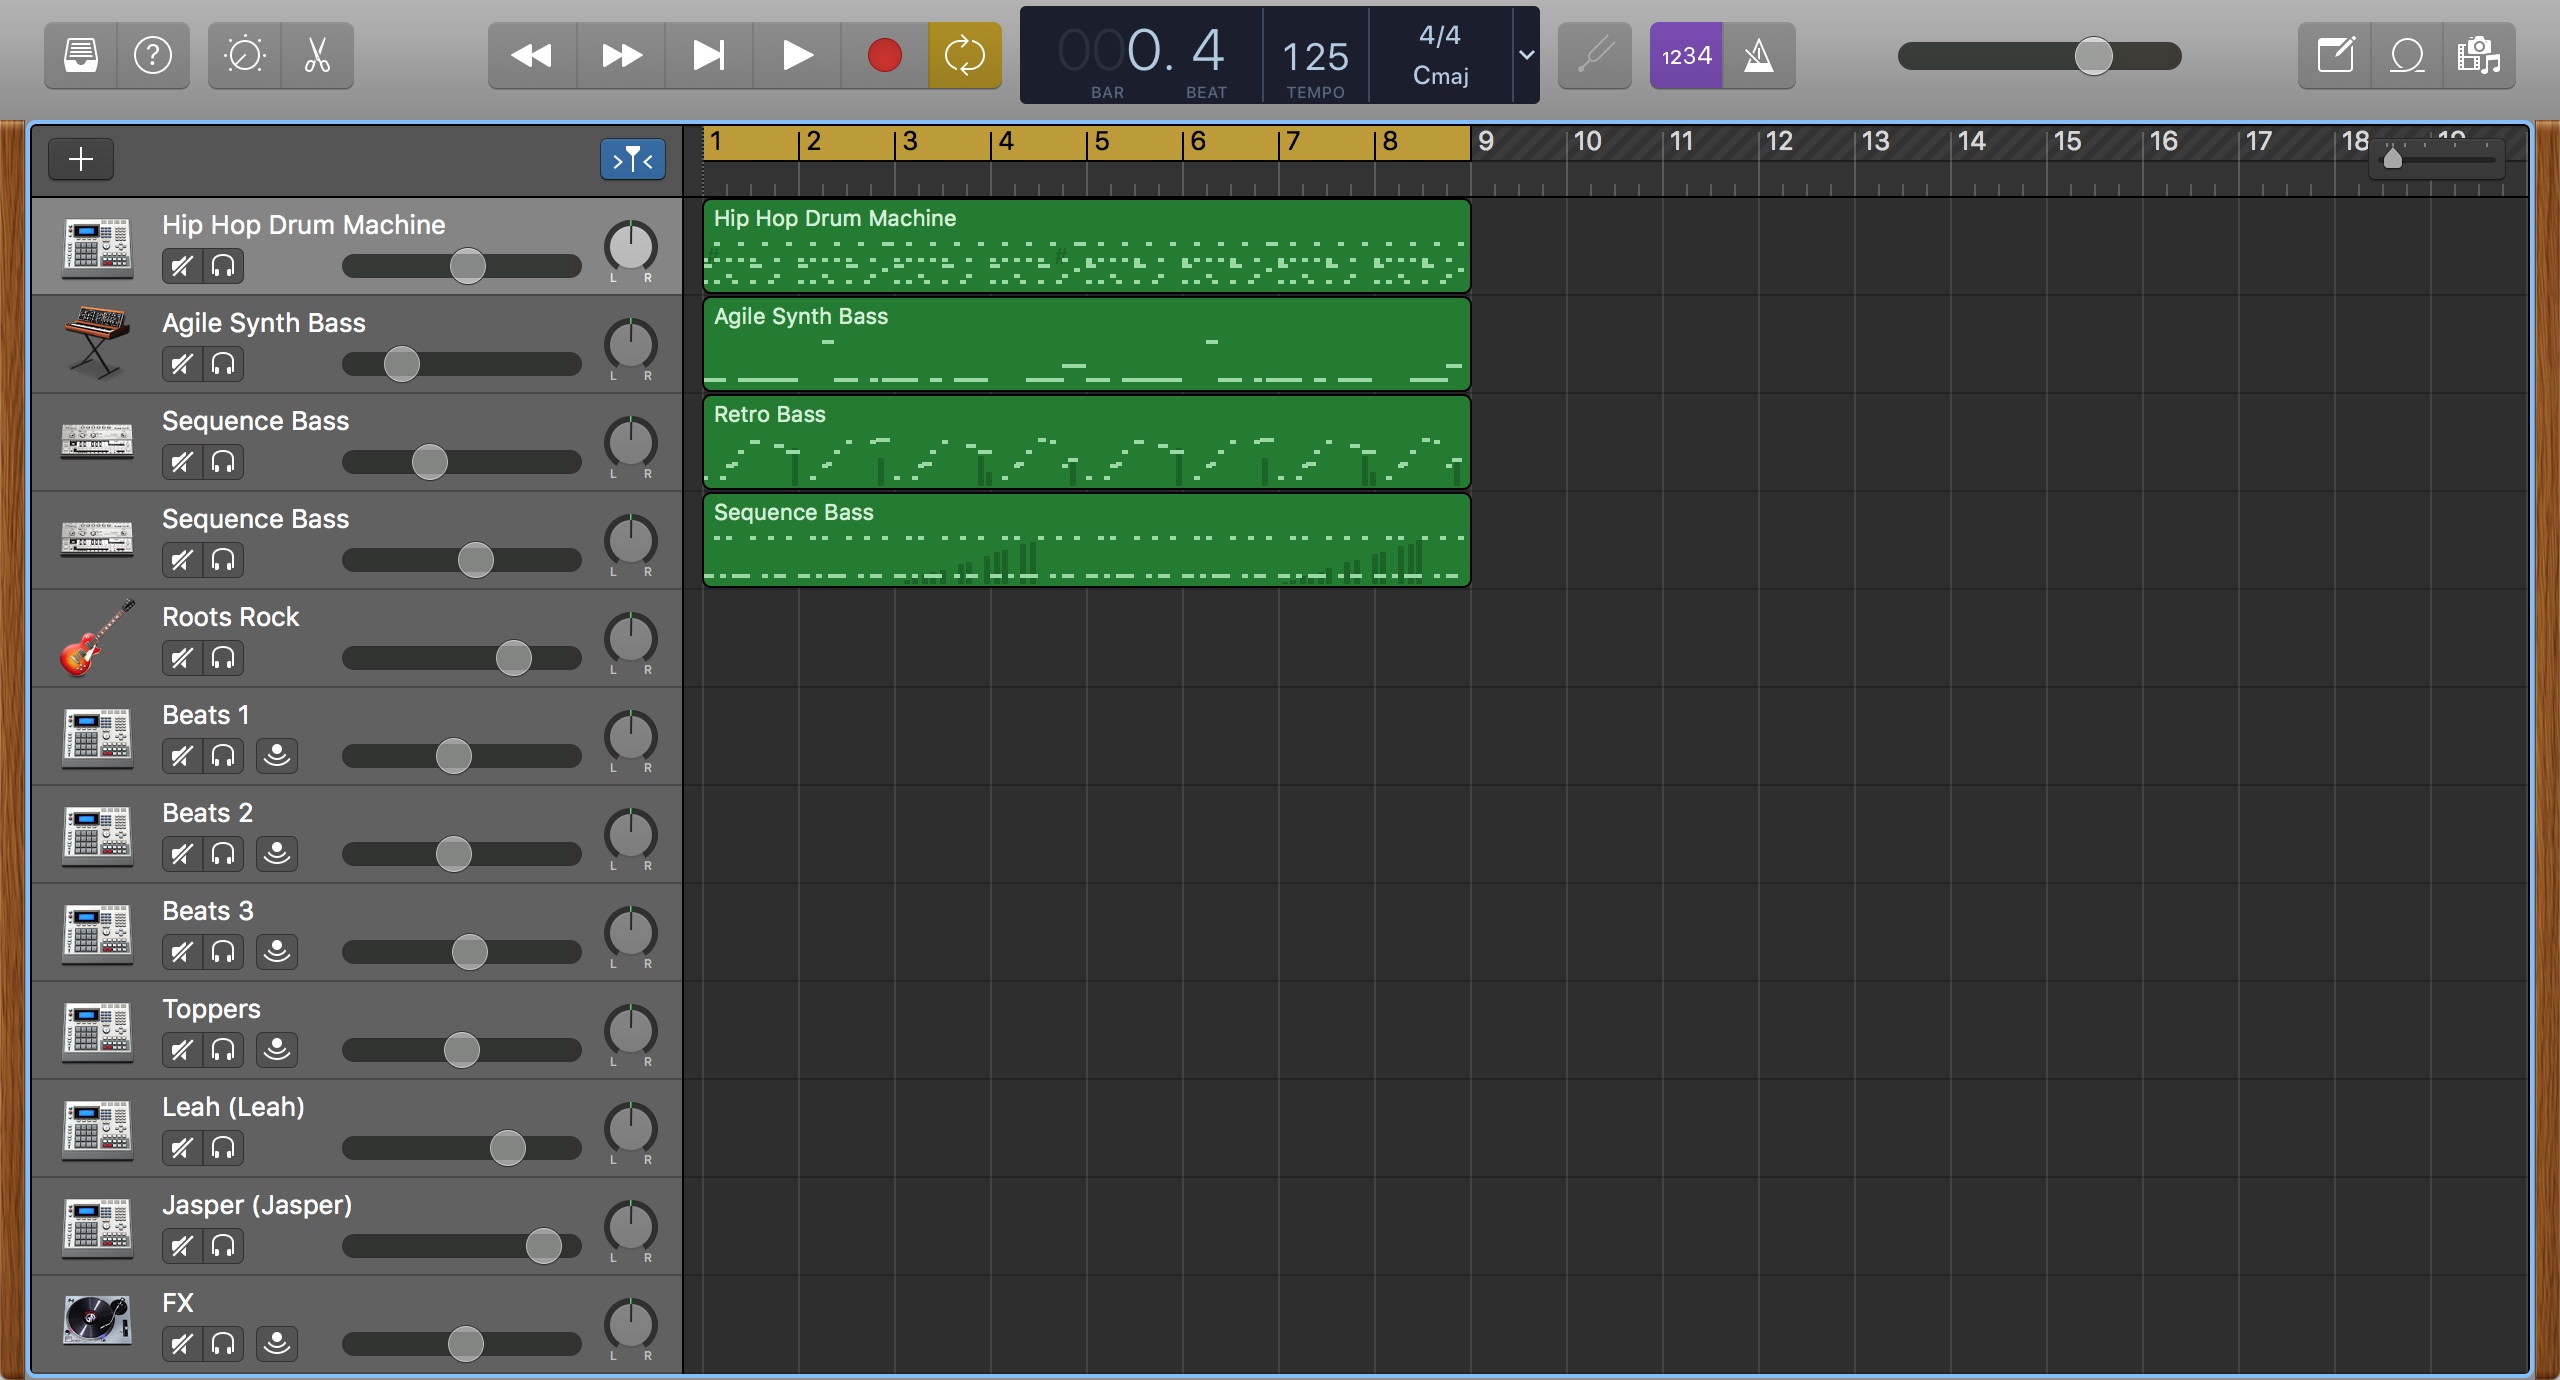 000. 4
BAR BEAT
125
TEMPO
4/4
Cmaj
1234
1 2 3 4 5 6 7 8 9 10 11 12 13 14 15 16 17 18 19
Hip Hop Drum Machine
L R
Hip Hop Drum Machine
Agile Synth Bass
L R
Agile Synth Bass
Sequence Bass
L R
Retro Bass
Sequence Bass
L R
Sequence Bass
Roots Rock
L R
Beats 1
L R
Beats 2
L R
Beats 3
L R
Toppers
L R
Leah (Leah)
L R
Jasper (Jasper)
L R
FX
L R